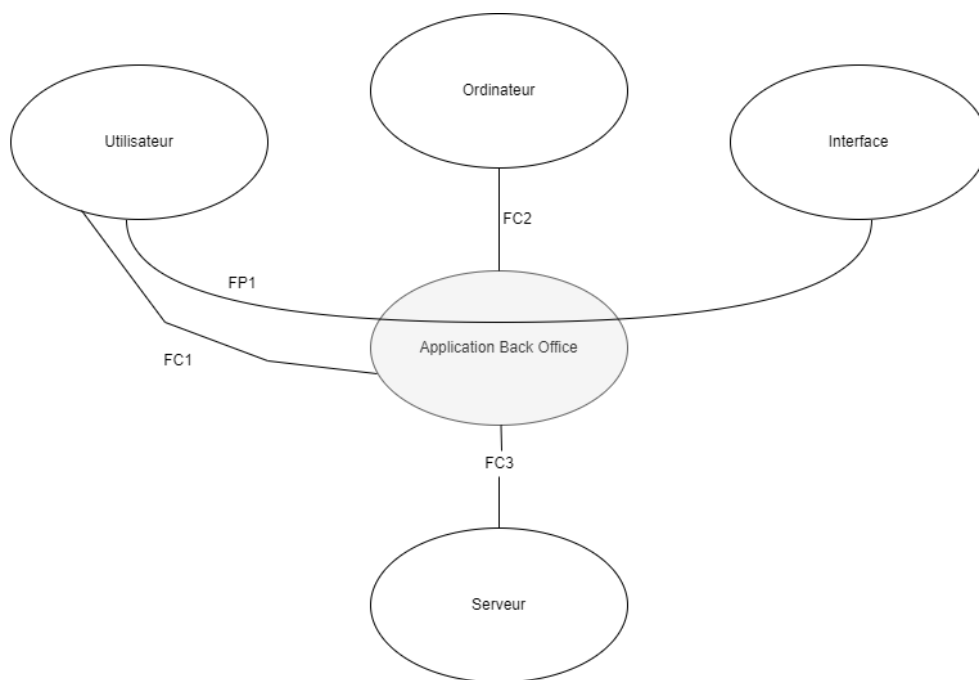 Ordinateur
Utilisateur
Interface
FC2
FP1
Application Back Office
FC1
FC3
Serveur